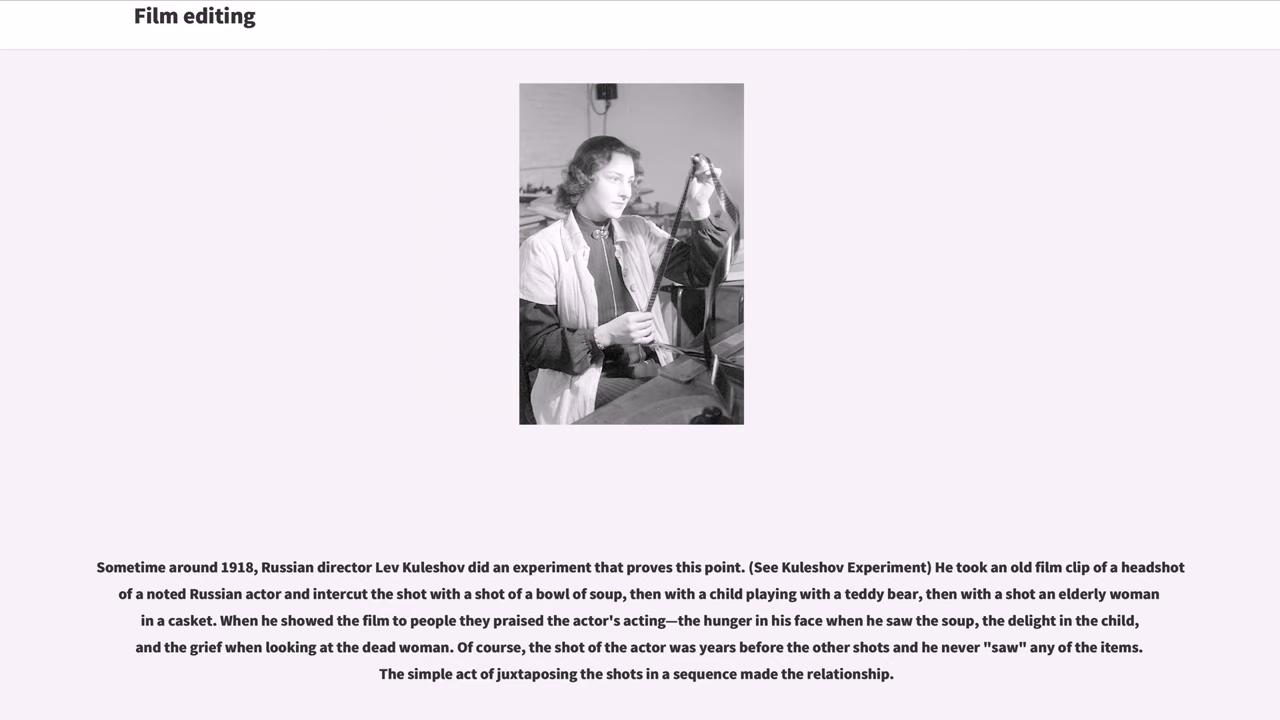 Film editing
Sometime around 1918, Russian director Lev Kuleshov did an experiment that proves this point. (See Kuleshov Experiment) He took an old film clip of a headshot
of a noted Russian actor and intercut the shot with a shot of a bowl of soup, then with a child playing with a teddy bear, then with a shot an elderly woman
in a casket. When he showed the film to people they praised the actor's acting—the hunger in his face when he saw the soup, the delight in the child,
and the grief when looking at the dead woman. Of course, the shot of the actor was years before the other shots and he never "saw" any of the items.
The simple act of juxtaposing the shots in a sequence made the relationship.